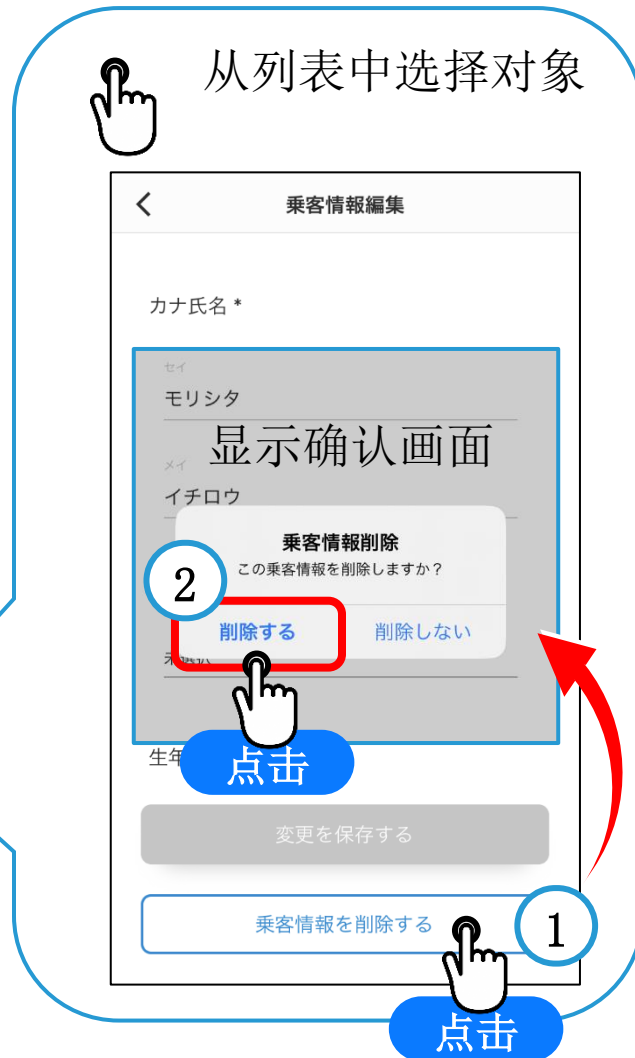 从列表中选择对象
乗客情報編集
カナ氏名 *
セイ
モリシタ
显示确认画面
メイ
イチロウ
乗客情報削除
この乗客情報を削除しますか？
2
削除する
削除しない
未選択
生年
点击
変更を保存する
乗客情報を削除する
1
点击